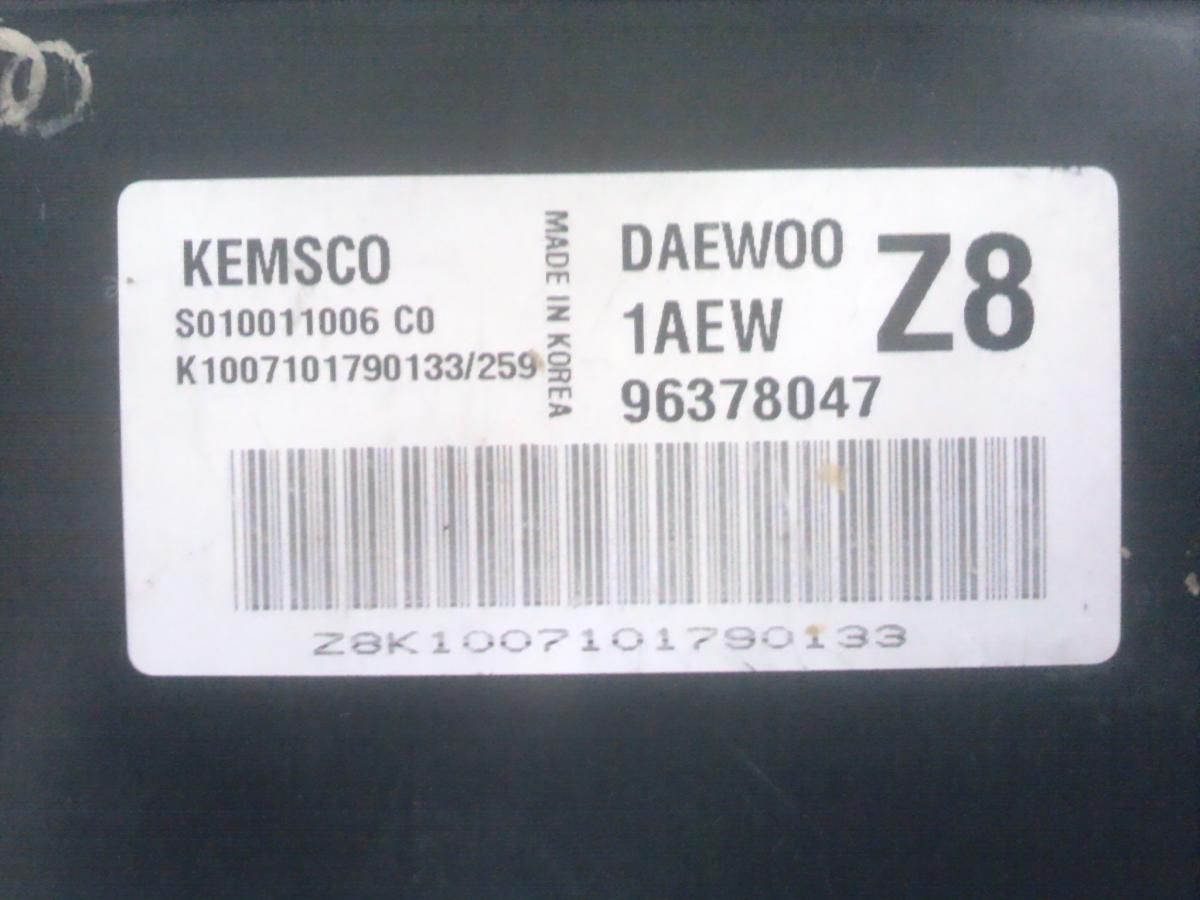 KEMSCO
S010011006 C0
K1007101790133/259
MADE IN KOREA
DAEWOO
1AEW
96378047
Z8
Z8K1007101790133